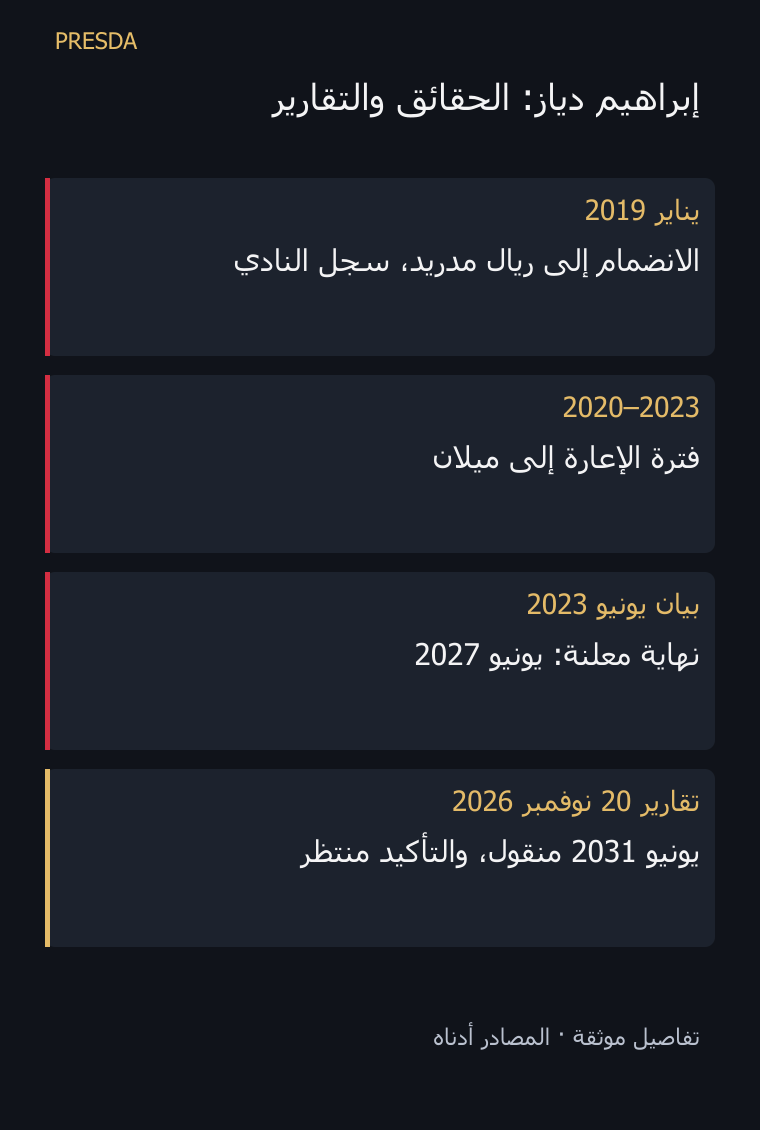 PRESDA
إبراهيم دياز: الحقائق والتقارير
يناير 2019
الانضمام إلى ريال مدريد، سجل النادي
2020–2023
فترة الإعارة إلى ميلان
بيان يونيو 2023
نهاية معلنة: يونيو 2027
تقارير 20 نوفمبر 2026
يونيو 2031 منقول، والتأكيد منتظر
تفاصيل موثقة · المصادر أدناه